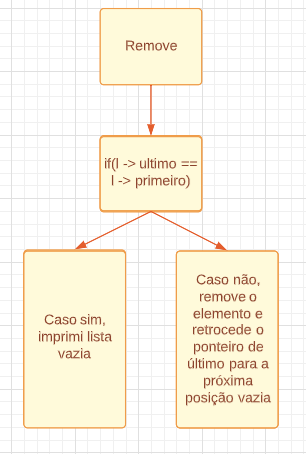 Remove
if(l -> ultimo ==
l -> primeiro)
Caso sim,
imprimi lista
vazia
Caso não,
remove o
elemento e
retrocede o
ponteiro de
último para a
próxima
posição vazia